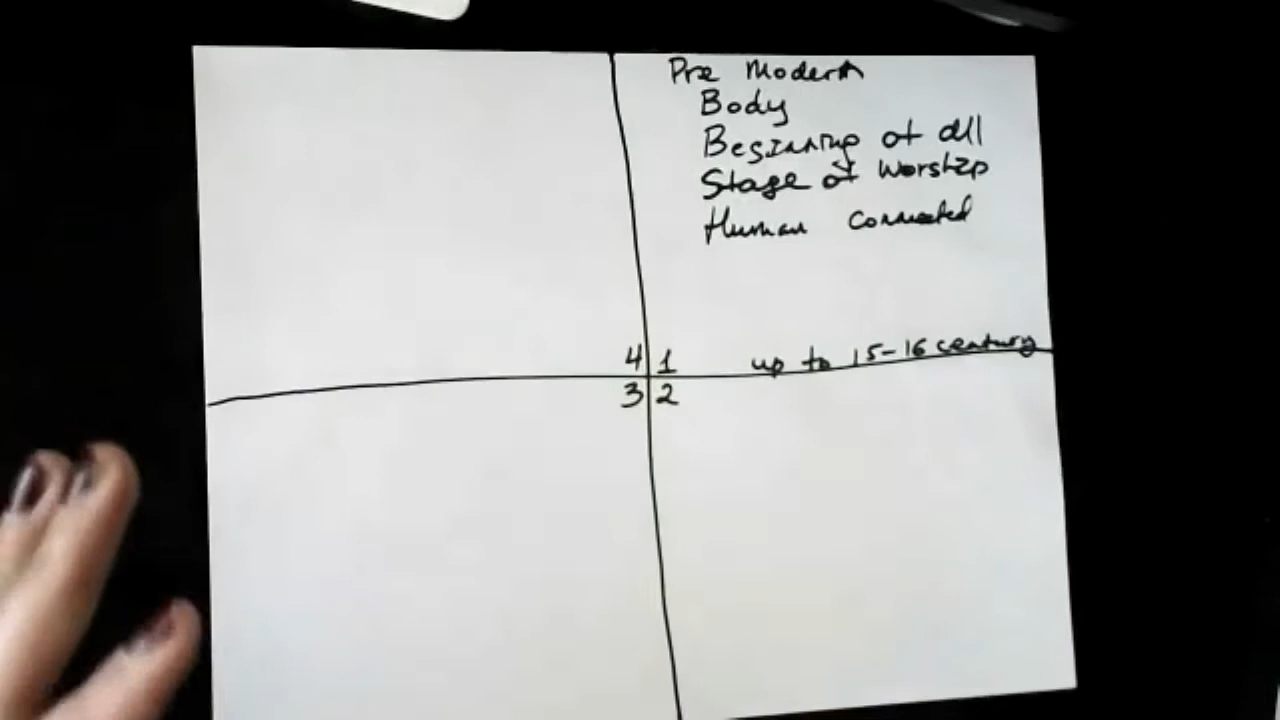 Pre Modern
Body
Beginning of all
Stage of Worship
Human connected
up to 15-16 century
4 1
3 2